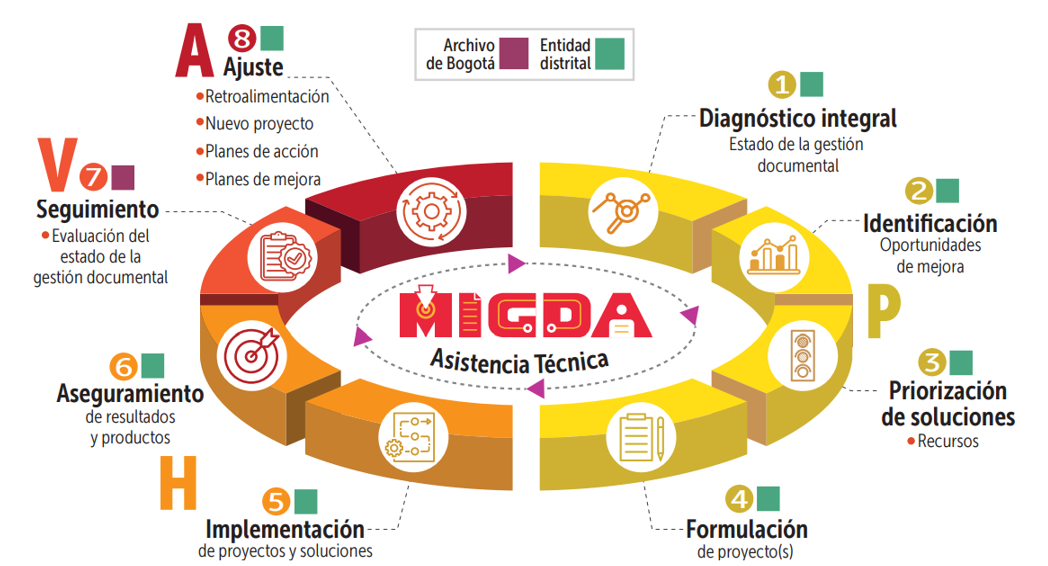 Archivo
de Bogotá
Entidad
distrital
A
8
Ajuste
• Retroalimentación
• Nuevo proyecto
• Planes de acción
• Planes de mejora
1
Diagnóstico integral
Estado de la gestión
documental
2
Identificación
Oportunidades
de mejora
P
3
Priorización
de soluciones
• Recursos
4
Formulación
de proyecto(s)
5
Implementación
de proyectos y soluciones
H
6
Aseguramiento
de resultados
y productos
V
7
Seguimiento
• Evaluación del
estado de la
gestión documental
MIGDA
Asistencia Técnica